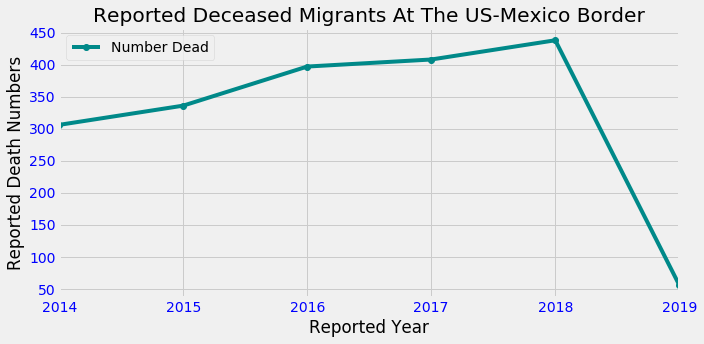 Reported Deceased Migrants At The US-Mexico Border
Number Dead
Reported Death Numbers
450
400
350
300
250
200
150
100
50
2014 2015 2016 2017 2018 2019
Reported Year